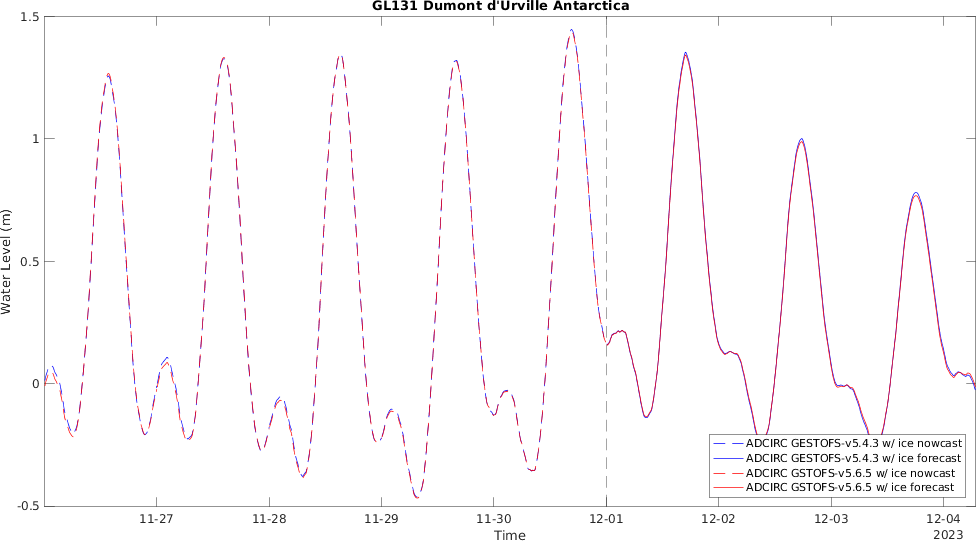 GL131 Dumont d'Urville Antarctica
1.5
1
0.5
0
-0.5
Water Level (m)
11-27 11-28 11-29 11-30 12-01 12-02 12-03 12-04
Time
2023
ADCIRC GESTOFS-v5.4.3 w/ ice nowcast
ADCIRC GESTOFS-v5.4.3 w/ ice forecast
ADCIRC GSTOFS-v5.6.5 w/ ice nowcast
ADCIRC GSTOFS-v5.6.5 w/ ice forecast